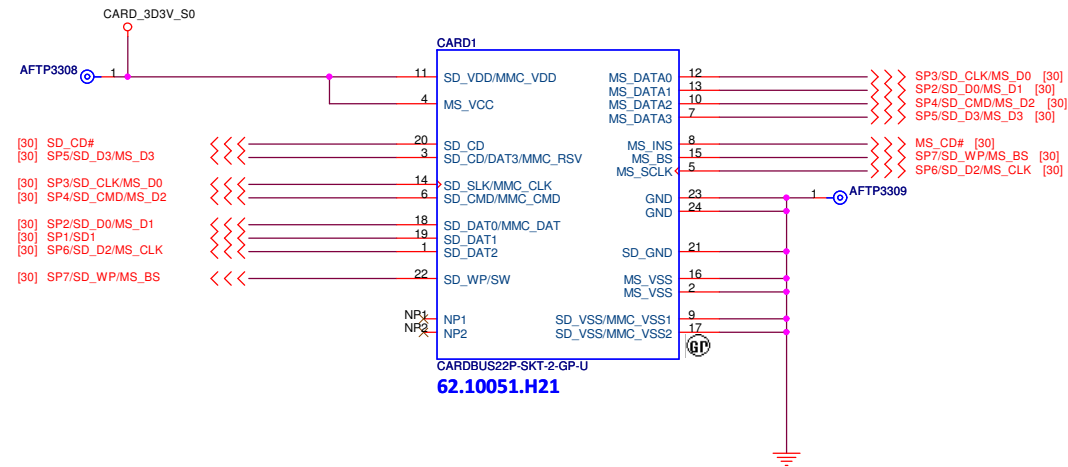 CARD_3D3V_S0
CARD1
AFTP3308 1
11 SD_VDD/MMC_VDD
4 MS_VCC
[30] SD_CD# 20 SD_CD
[30] SP5/SD_D3/MS_D3 3 SD_CD/DAT3/MMC_RSV
[30] SP3/SD_CLK/MS_D0 14 SD_SLK/MMC_CLK
[30] SP4/SD_CMD/MS_D2 6 SD_CMD/MMC_CMD
[30] SP2/SD_D0/MS_D1 18 SD_DAT0/MMC_DAT
[30] SP1/SD1 19 SD_DAT1
[30] SP6/SD_D2/MS_CLK 1 SD_DAT2
[30] SP7/SD_WP/MS_BS 22 SD_WP/SW
NP1 NP1
NP2 NP2
MS_DATA0 12 SP3/SD_CLK/MS_D0 [30]
MS_DATA1 13 SP2/SD_D0/MS_D1 [30]
MS_DATA2 10 SP4/SD_CMD/MS_D2 [30]
MS_DATA3 7 SP5/SD_D3/MS_D3 [30]
MS_INS 8 MS_CD# [30]
MS_BS 15 SP7/SD_WP/MS_BS [30]
MS_SCLK 5 SP6/SD_D2/MS_CLK [30]
GND 23 1 AFTP3309
GND 24
SD_GND 21
MS_VSS 16
MS_VSS 2
SD_VSS/MMC_VSS1 9
SD_VSS/MMC_VSS2 17
GP
CARDBUS22P-SKT-2-GP-U
62.10051.H21